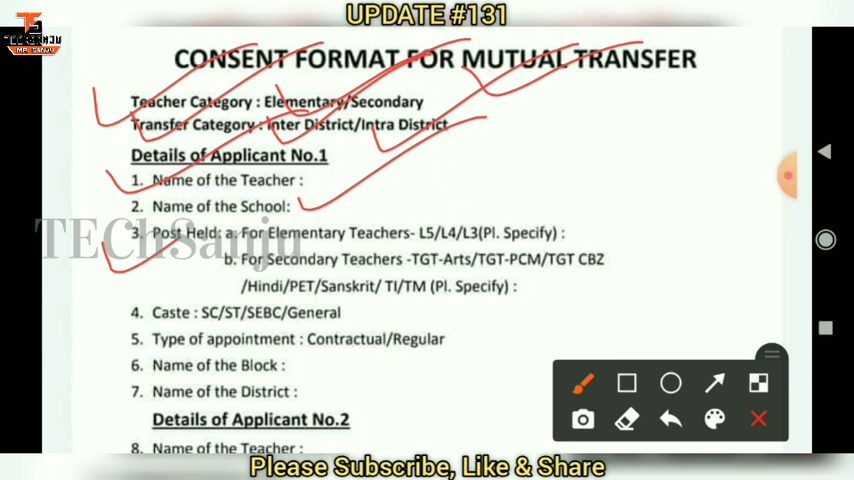 UPDATE #131
TS
TECHSANJU
MR. SANJU
CONSENT FORMAT FOR MUTUAL TRANSFER
Teacher Category : Elementary/Secondary
Transfer Category : Inter District/Intra District
Details of Applicant No.1
1. Name of the Teacher :
2. Name of the School:
3. Post Held: a. For Elementary Teachers- L5/L4/L3(Pl. Specify) :
TEChSanju
b. For Secondary Teachers -TGT-Arts/TGT-PCM/TGT CBZ
/Hindi/PET/Sanskrit/ TI/TM (Pl. Specify) :
4. Caste : SC/ST/SEBC/General
5. Type of appointment : Contractual/Regular
6. Name of the Block :
7. Name of the District :
Details of Applicant No.2
8. Name of the Teacher :
Please Subscribe, Like & Share